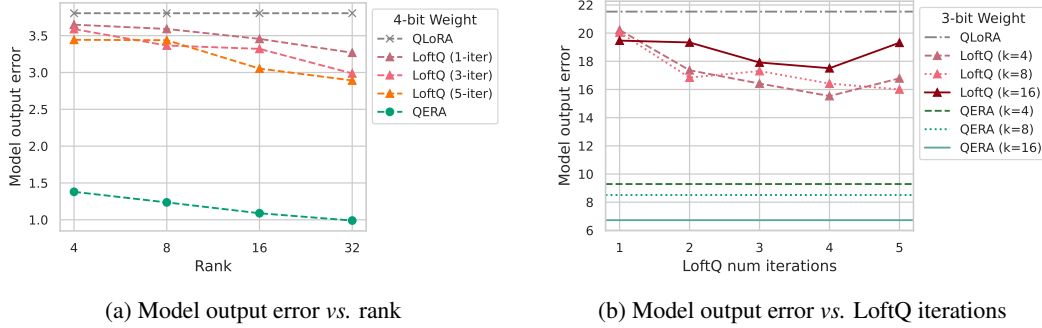 3.5
3.0
2.5
2.0
1.5
1.0
Model output error
4 8 16 32
Rank
4-bit Weight
QLoRA
LoftQ (1-iter)
LoftQ (3-iter)
LoftQ (5-iter)
QERA
(a) Model output error vs. rank
22
20
18
16
14
12
10
8
6
Model output error
1 2 3 4 5
LoftQ num iterations
3-bit Weight
QLoRA
LoftQ (k=4)
LoftQ (k=8)
LoftQ (k=16)
QERA (k=4)
QERA (k=8)
QERA (k=16)
(b) Model output error vs. LoftQ iterations